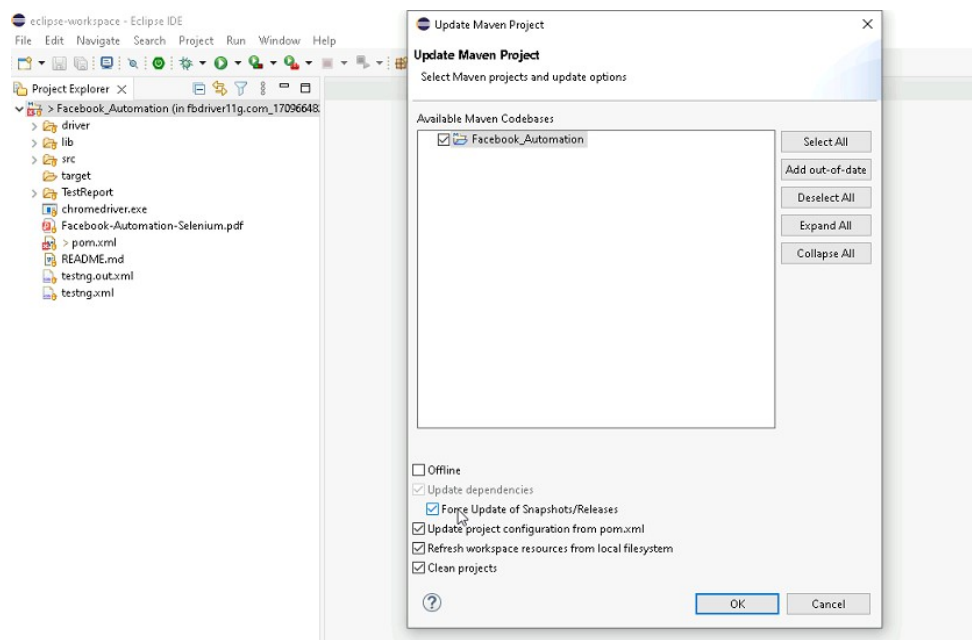 eclipse-workspace - Eclipse IDE
File Edit Navigate Search Project Run Window Help
Project Explorer
> Facebook_Automation (in fbdriver11g.com_17096648
driver
lib
src
target
TestReport
chromedriver.exe
Facebook-Automation-Selenium.pdf
> pom.xml
README.md
testng.out.xml
testng.xml
Update Maven Project
Update Maven Project
Select Maven projects and update options
Available Maven Codebases
Facebook_Automation
Select All
Add out-of-date
Deselect All
Expand All
Collapse All
Offline
Update dependencies
Force Update of Snapshots/Releases
Update project configuration from pom.xml
Refresh workspace resources from local filesystem
Clean projects
OK Cancel